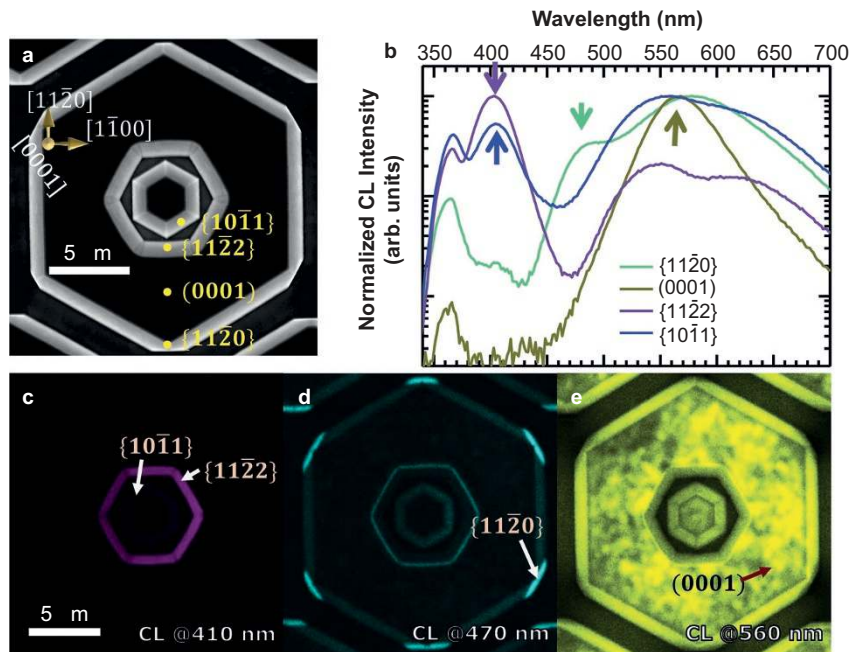 a
[112̄0]
[11̄00]
[0001]
{101̄1}
{112̄2}
5 m
(0001)
{112̄0}
b
Wavelength (nm)
350 400 450 500 550 600 650 700
Normalized CL Intensity
(arb. units)
{112̄0}
(0001)
{112̄2}
{101̄1}
c
{101̄1}
{112̄2}
5 m
CL @410 nm
d
{112̄0}
CL @470 nm
e
(0001)
CL @560 nm